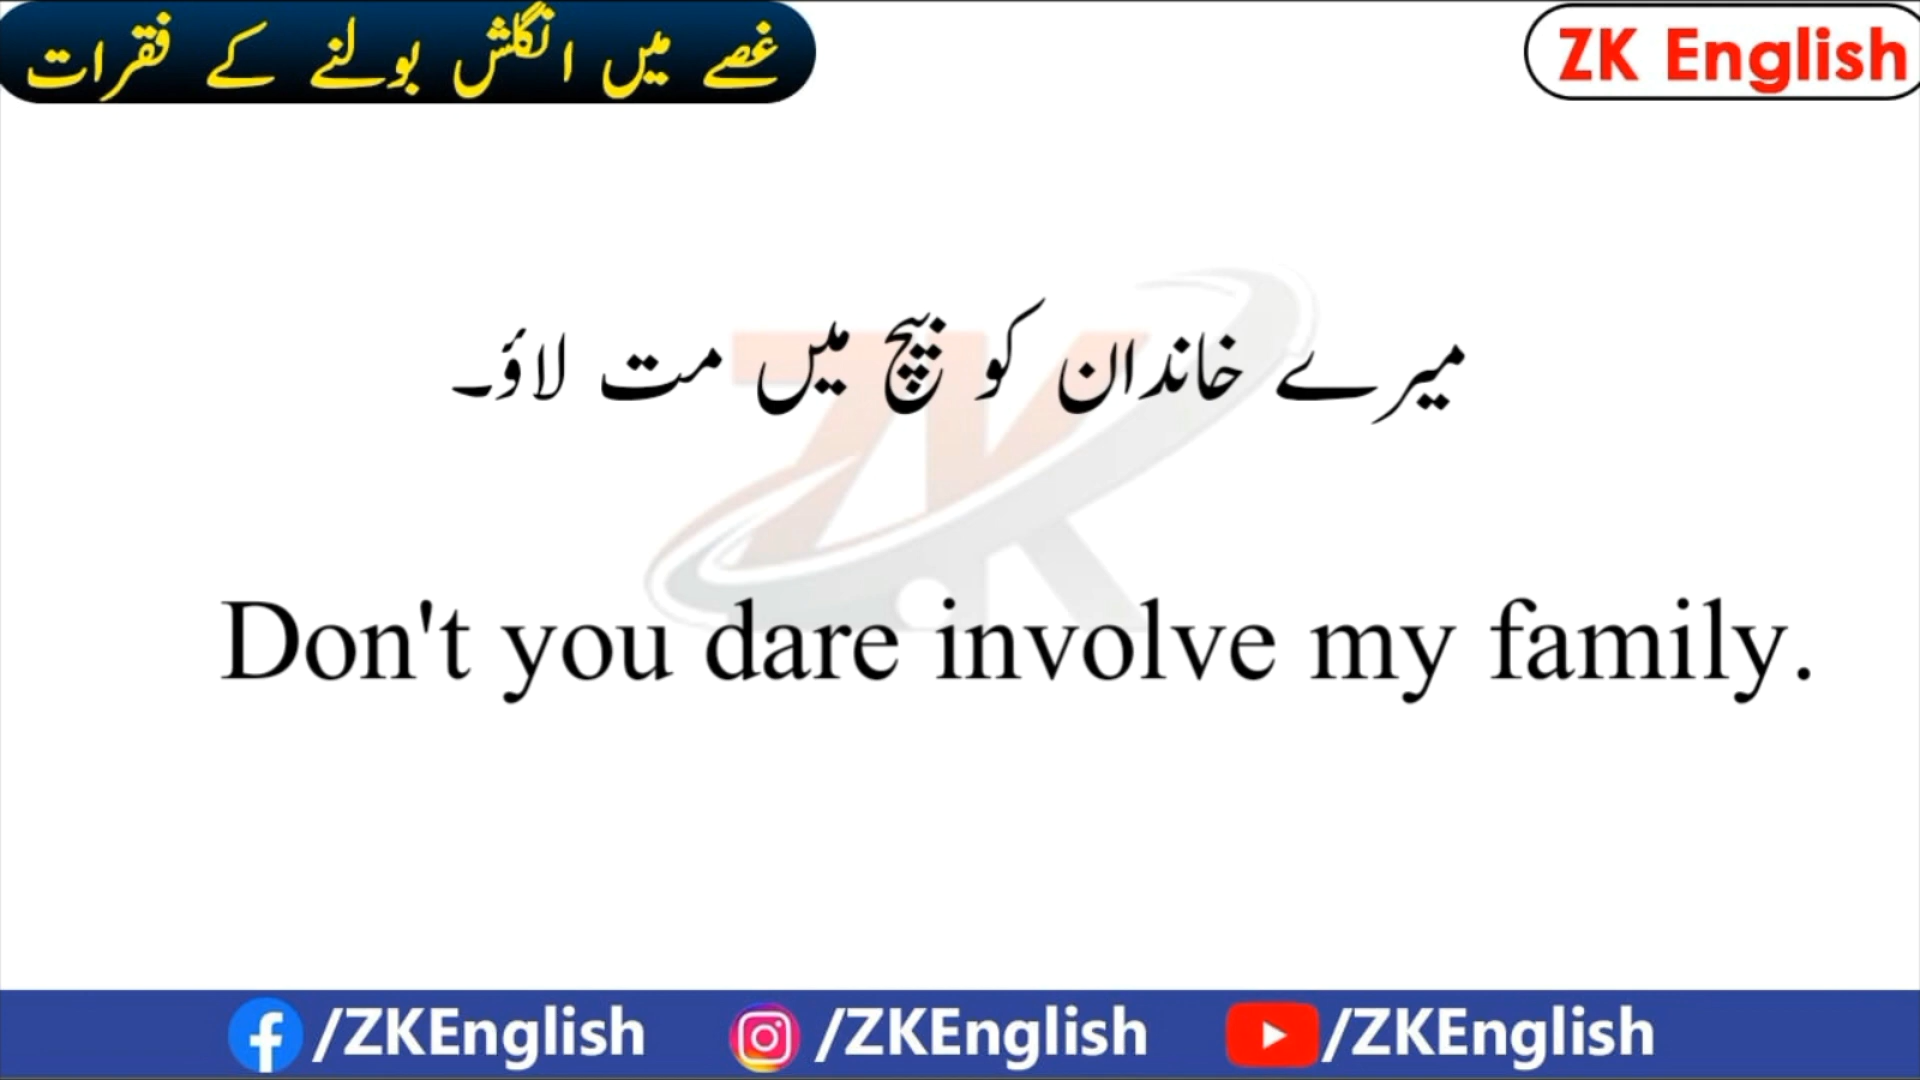 غصے میں انگلش بولنے کے فقرات
ZK English
میرے خاندان کو بیچ میں مت لاؤ۔
ZK
Don't you dare involve my family.
/ZKEnglish /ZKEnglish /ZKEnglish